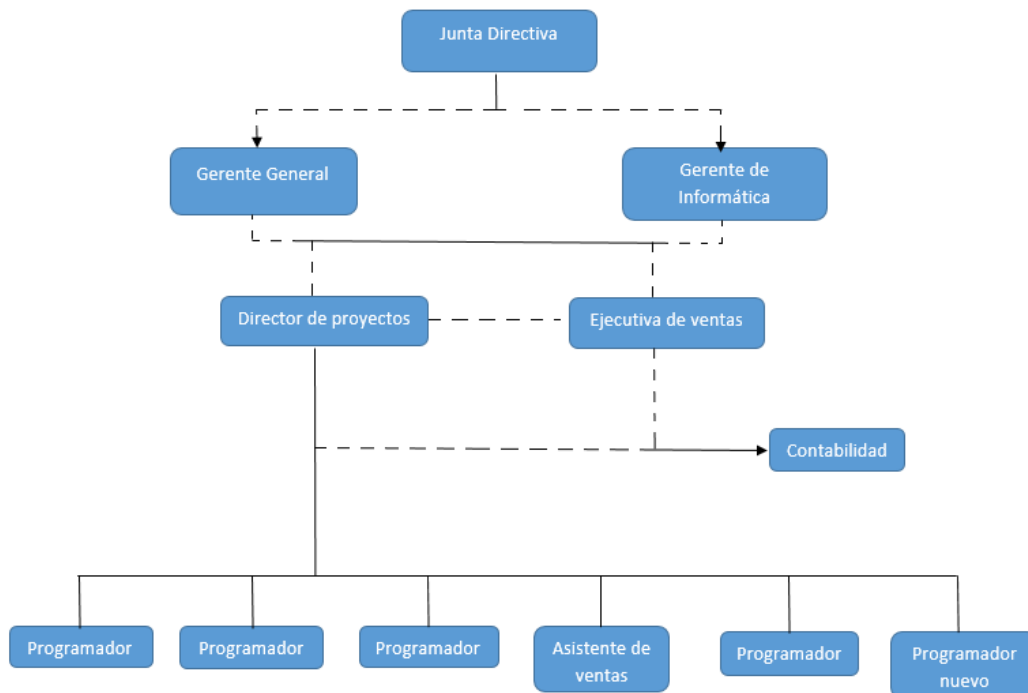 Junta Directiva
Gerente General
Gerente de
Informática
Director de proyectos
Ejecutiva de ventas
Contabilidad
Programador
Programador
Programador
Asistente de
ventas
Programador
Programador
nuevo